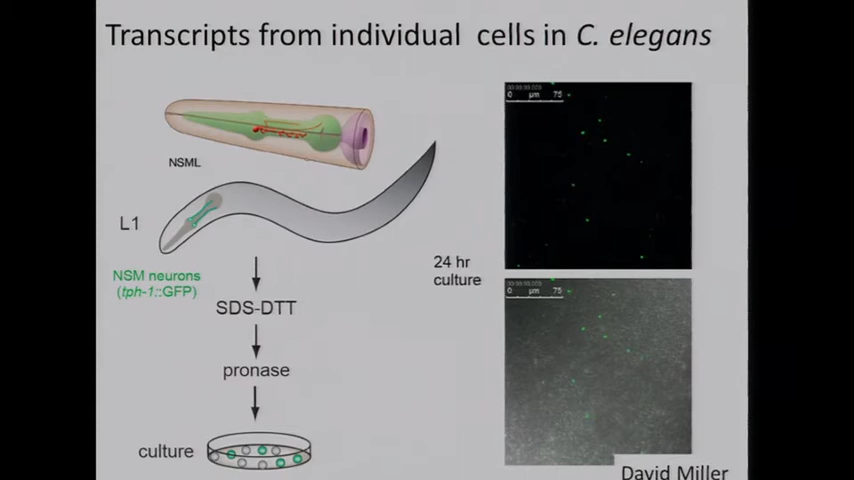 Transcripts from individual cells in C. elegans
NSML
L1
NSM neurons
(tph-1::GFP)
SDS-DTT
pronase
culture
24 hr
culture
0 µm 75
0 µm 75
David Miller